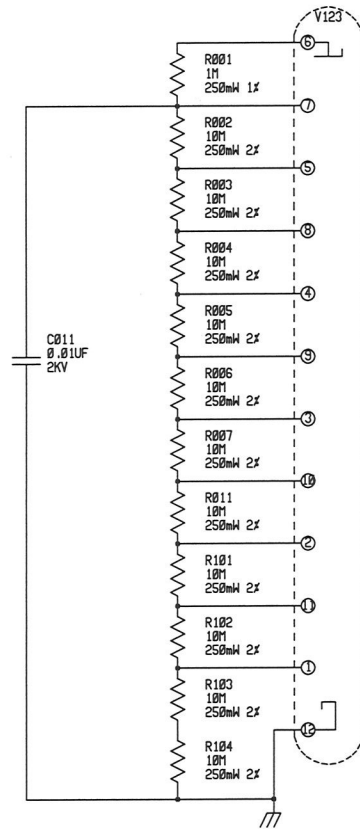 V123
6
R001
1M
250mW 1%
7
R002
10M
250mW 2%
5
R003
10M
250mW 2%
8
R004
10M
250mW 2%
4
R005
10M
250mW 2%
9
C011
0.01UF
2KV
R006
10M
250mW 2%
3
R007
10M
250mW 2%
10
R011
10M
250mW 2%
2
R101
10M
250mW 2%
11
R102
10M
250mW 2%
1
R103
10M
250mW 2%
12
R104
10M
250mW 2%